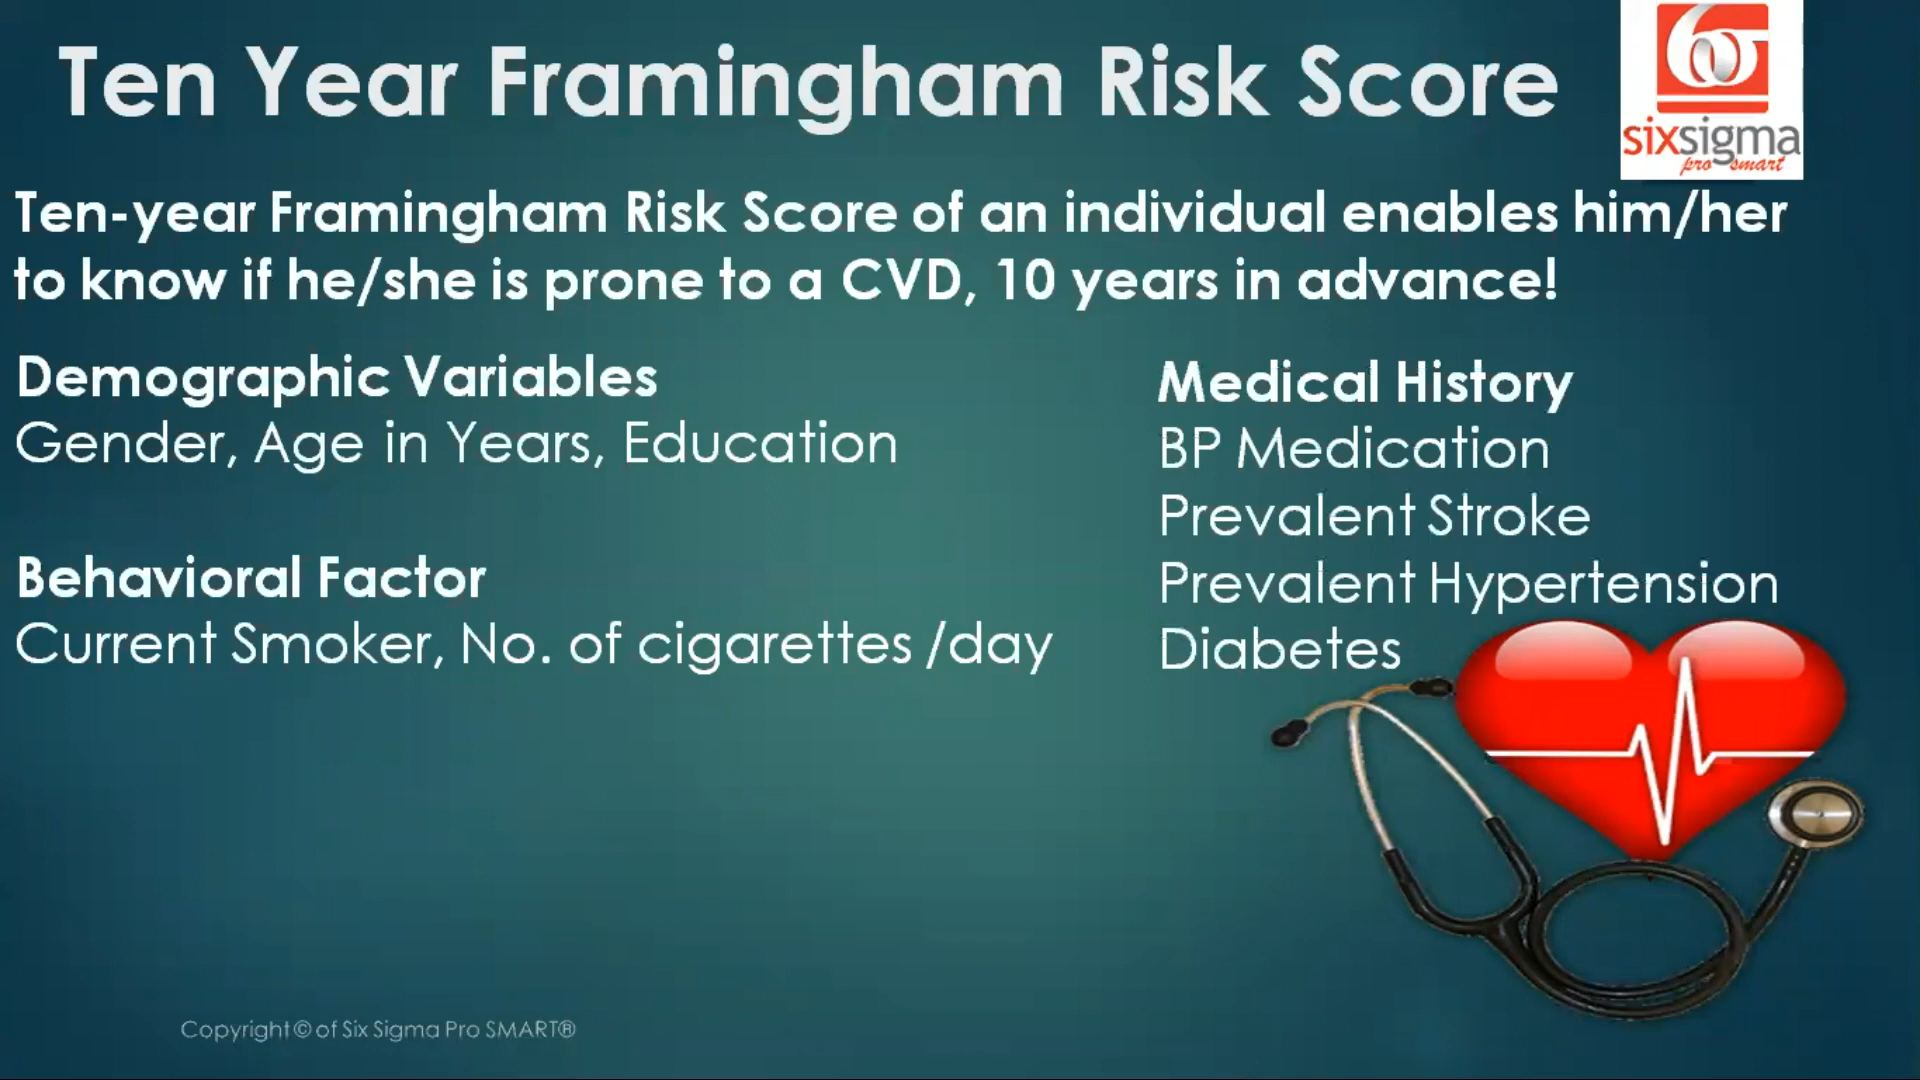 Ten Year Framingham Risk Score
sixsigma
pro smart
Ten-year Framingham Risk Score of an individual enables him/her
to know if he/she is prone to a CVD, 10 years in advance!
Demographic Variables
Gender, Age in Years, Education
Behavioral Factor
Current Smoker, No. of cigarettes /day
Medical History
BP Medication
Prevalent Stroke
Prevalent Hypertension
Diabetes
Copyright © of Six Sigma Pro SMART®